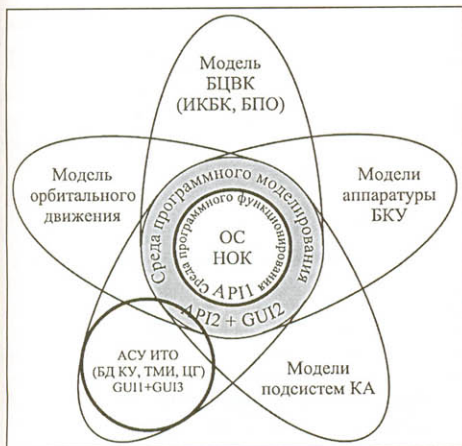 Модель
БЦВК
(ИКБК, БПО)
Модель
орбитального
движения
Модели
аппаратуры
БКУ
Среда программного моделирования
Среда программного функционирования
ОС
НОК
API1
API2 + GUI2
АСУ ИТО
(БД КУ, ТМИ, ЦГ)
GUI1+GUI3
Модели
подсистем КА